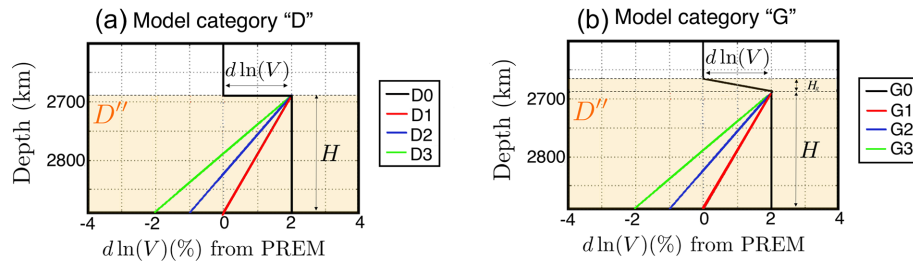 (a) Model category “D”
Depth (km)
2700
2800
D″
d ln(V)
H
-4 -2 0 2 4
d ln(V)(%) from PREM
D0
D1
D2
D3
(b) Model category “G”
Depth (km)
2700
2800
D″
d ln(V)
H
-4 -2 0 2 4
d ln(V)(%) from PREM
G0
G1
G2
G3